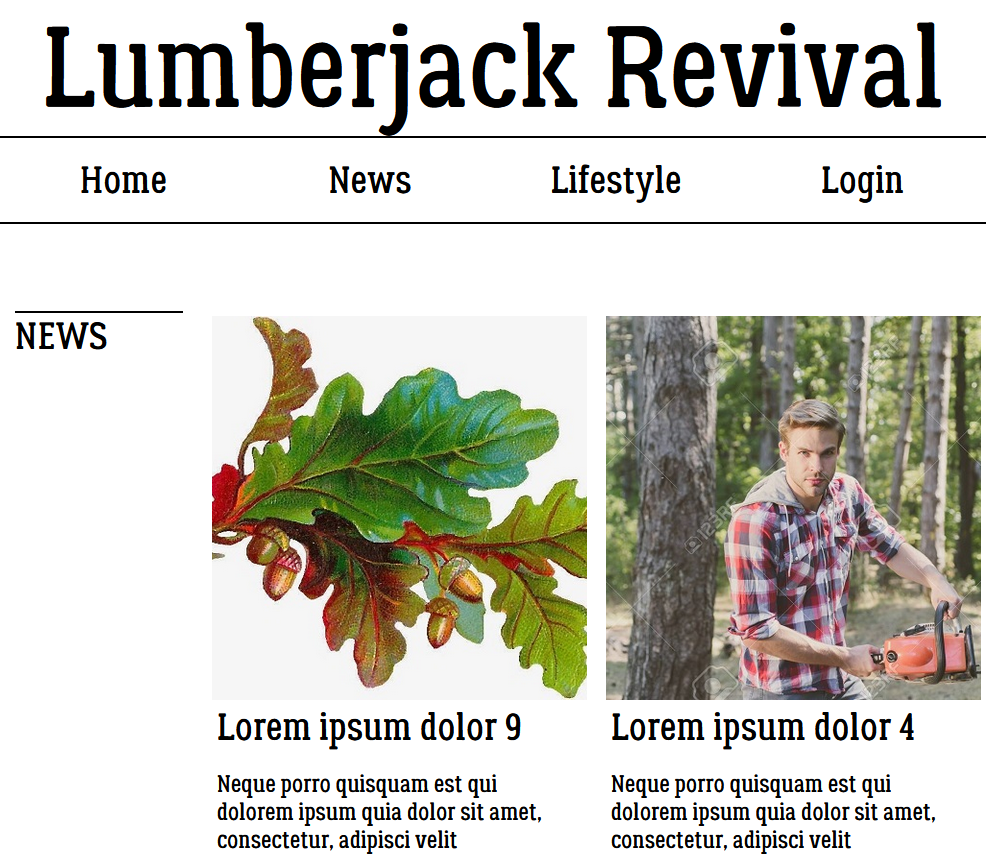 Lumberjack Revival
Home News Lifestyle Login
NEWS
Lorem ipsum dolor 9
Neque porro quisquam est qui
dolorem ipsum quia dolor sit amet,
consectetur, adipisci velit
123RF
Lorem ipsum dolor 4
Neque porro quisquam est qui
dolorem ipsum quia dolor sit amet,
consectetur, adipisci velit